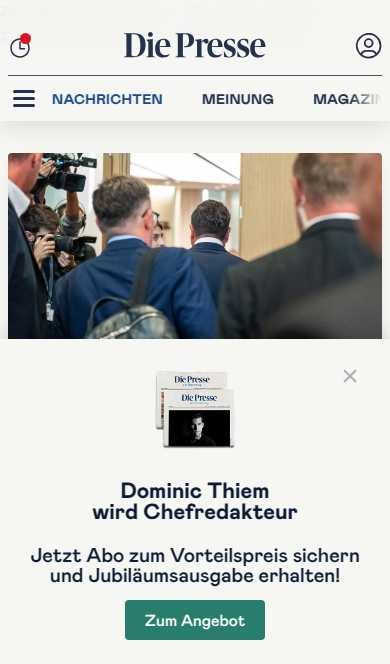 Die Presse
NACHRICHTEN
MEINUNG
MAGAZIN
Die Presse
Die Presse
Dominic Thiem
wird Chefredakteur
Jetzt Abo zum Vorteilspreis sichern
und Jubiläumsausgabe erhalten!
Zum Angebot